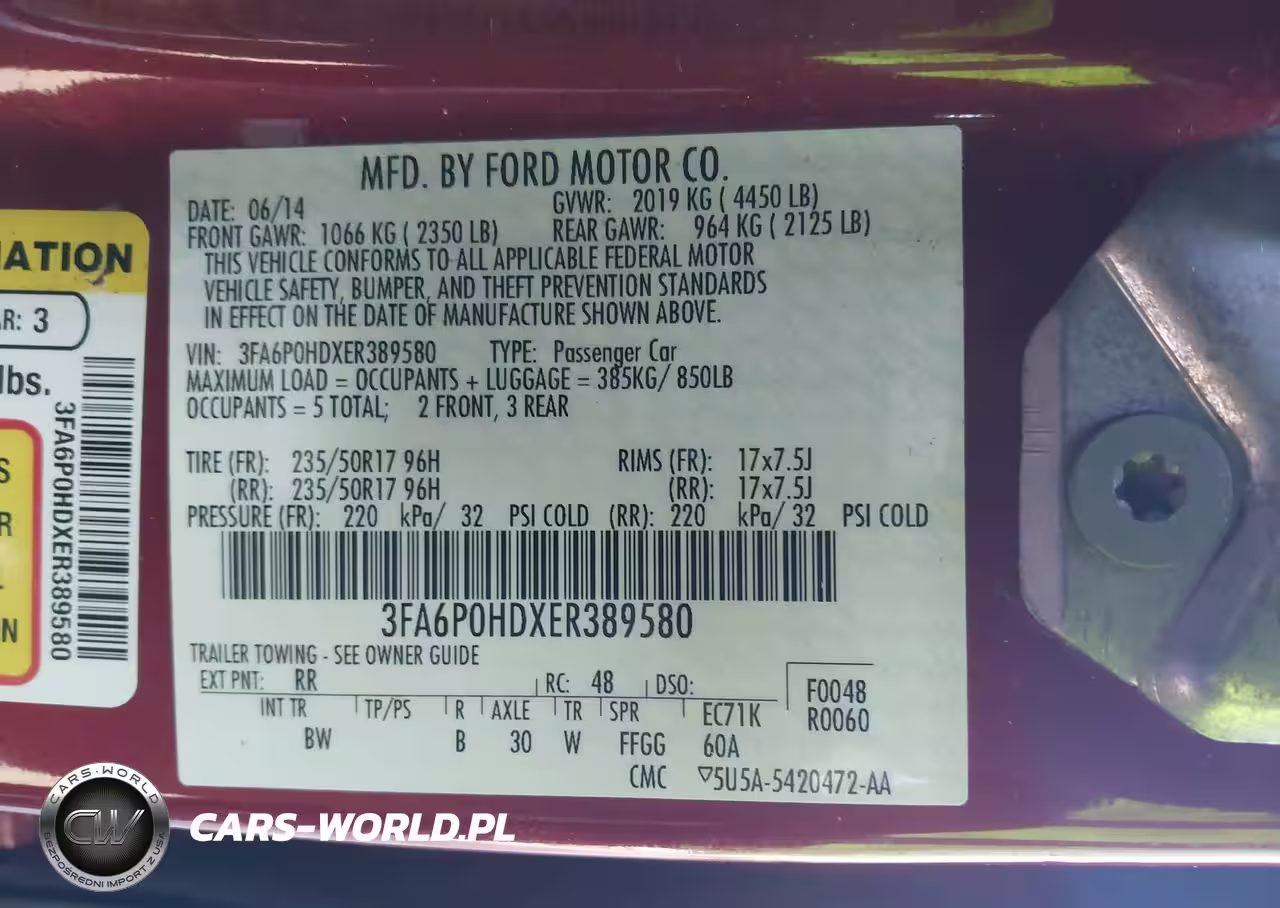 MFD. BY FORD MOTOR CO.
DATE: 06/14 GVWR: 2019 KG ( 4450 LB)
FRONT GAWR: 1066 KG ( 2350 LB) REAR GAWR: 964 KG ( 2125 LB)
THIS VEHICLE CONFORMS TO ALL APPLICABLE FEDERAL MOTOR
VEHICLE SAFETY, BUMPER, AND THEFT PREVENTION STANDARDS
IN EFFECT ON THE DATE OF MANUFACTURE SHOWN ABOVE.
VIN: 3FA6P0HDXER389580 TYPE: Passenger Car
MAXIMUM LOAD = OCCUPANTS + LUGGAGE = 385KG/ 850LB
OCCUPANTS = 5 TOTAL; 2 FRONT, 3 REAR
TIRE (FR): 235/50R17 96H RIMS (FR): 17x7.5J
(RR): 235/50R17 96H (RR): 17x7.5J
PRESSURE (FR): 220 kPa/ 32 PSI COLD (RR): 220 kPa/ 32 PSI COLD
3FA6P0HDXER389580
TRAILER TOWING - SEE OWNER GUIDE
EXT PNT: RR RC: 48 DSO:
F0048
R0060
INT TR TP/PS R AXLE TR SPR EC71K
BW B 30 W FFGG 60A
CMC ▽5U5A-5420472-AA
ATION
AR: 3
lbs.
3FA6P0HDXER389580
S
R
N
CARS-WORLD
CW
BEZPOŚREDNI IMPORT Z USA
CARS-WORLD.PL